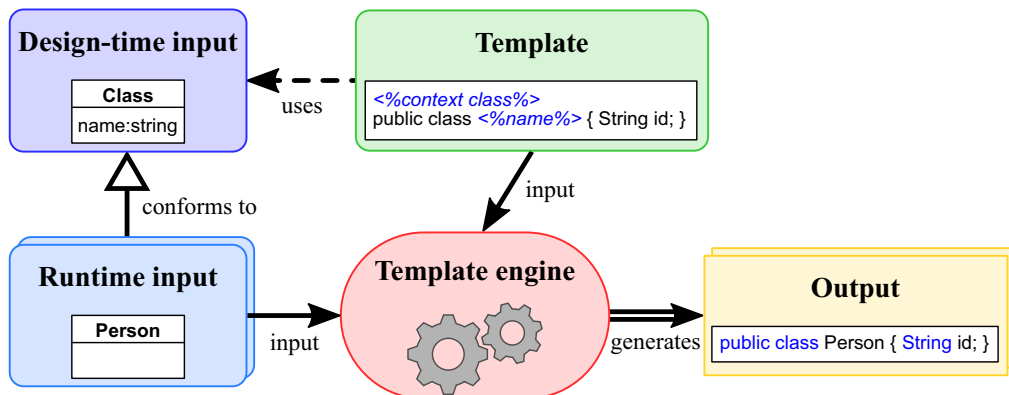 Design-time input
Class
name:string
Template
<%context class%>
public class <%name%> { String id; }
uses
conforms to
input
Runtime input
Person
input
Template engine
generates
Output
public class Person { String id; }